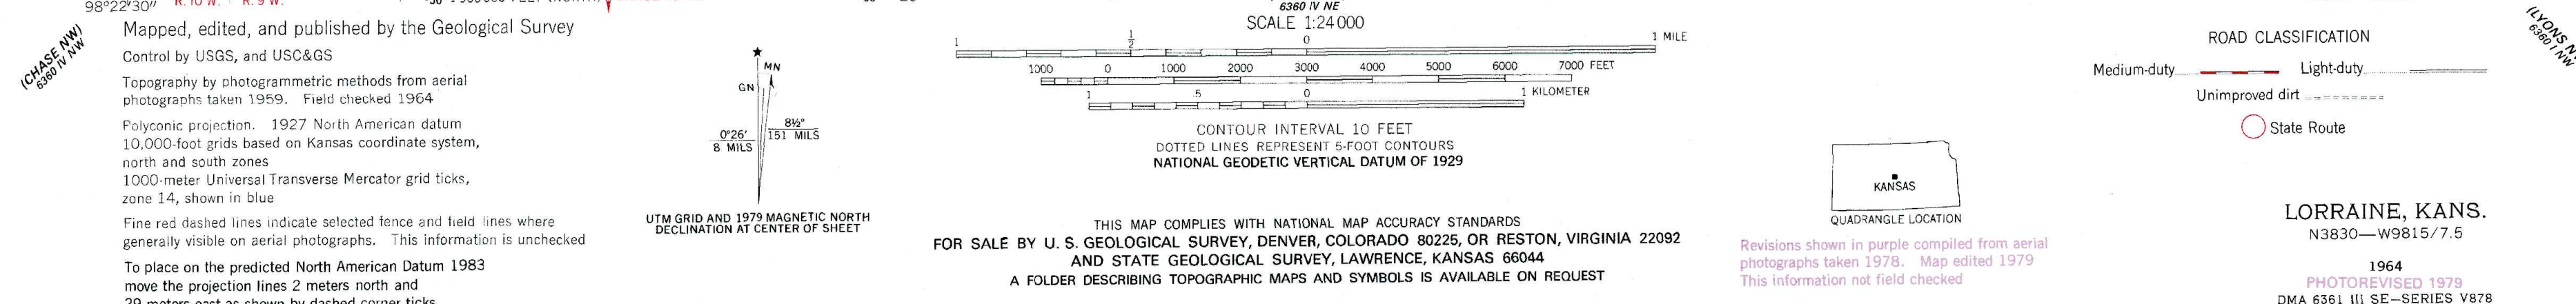 98°22'30"
R. 10 W.
R. 9 W.
(CHASE NW)
6360 IV NW
Mapped, edited, and published by the Geological Survey
Control by USGS, and USC&GS
Topography by photogrammetric methods from aerial
photographs taken 1959. Field checked 1964
Polyconic projection. 1927 North American datum
10,000-foot grids based on Kansas coordinate system,
north and south zones
1000-meter Universal Transverse Mercator grid ticks,
zone 14, shown in blue
Fine red dashed lines indicate selected fence and field lines where
generally visible on aerial photographs. This information is unchecked
To place on the predicted North American Datum 1983
move the projection lines 2 meters north and
29 meters east as shown by dashed corner ticks
★
MN
GN
0°26'
8 MILS
8½°
151 MILS
UTM GRID AND 1979 MAGNETIC NORTH
DECLINATION AT CENTER OF SHEET
6360 IV NE
SCALE 1:24 000
1 ½ 0 1 MILE
1000 0 1000 2000 3000 4000 5000 6000 7000 FEET
1 .5 0 1 KILOMETER
CONTOUR INTERVAL 10 FEET
DOTTED LINES REPRESENT 5-FOOT CONTOURS
NATIONAL GEODETIC VERTICAL DATUM OF 1929
THIS MAP COMPLIES WITH NATIONAL MAP ACCURACY STANDARDS
FOR SALE BY U. S. GEOLOGICAL SURVEY, DENVER, COLORADO 80225, OR RESTON, VIRGINIA 22092
AND STATE GEOLOGICAL SURVEY, LAWRENCE, KANSAS 66044
A FOLDER DESCRIBING TOPOGRAPHIC MAPS AND SYMBOLS IS AVAILABLE ON REQUEST
KANSAS
QUADRANGLE LOCATION
Revisions shown in purple compiled from aerial
photographs taken 1978. Map edited 1979
This information not field checked
ROAD CLASSIFICATION
Medium-duty Light-duty
Unimproved dirt
State Route
6360 I NW
LORRAINE, KANS.
N3830—W9815/7.5
1964
PHOTOREVISED 1979
DMA 6361 III SE—SERIES V878